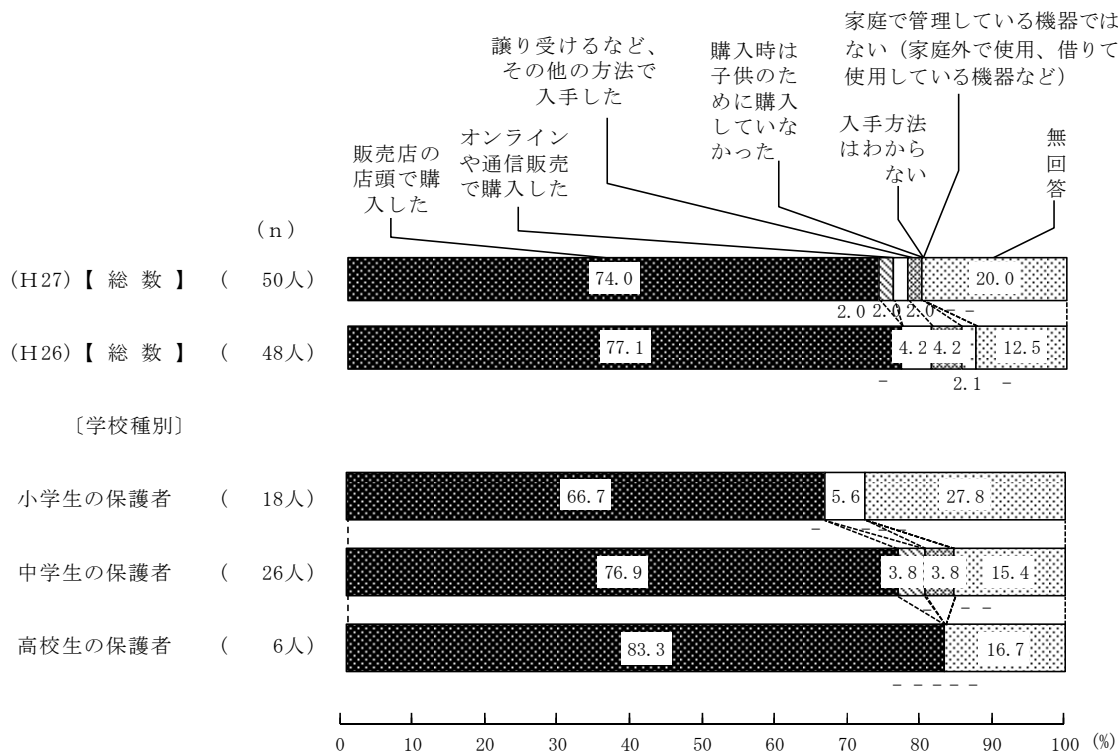 家庭で管理している機器では
ない（家庭外で使用、借りて
使用している機器など）
譲り受けるなど、
その他の方法で
入手した
購入時は
子供のため
に購入
していな
かった
入手方法
はわから
ない
無回答
オンライン
や通信販売
で購入した
販売店の
店頭で購
入した
(n)
(H27)【 総 数 】 ( 50人)
74.0
20.0
2.0 2.0 2.0 - -
(H26)【 総 数 】 ( 48人)
77.1
4.2
4.2
12.5
- 2.1 -
〔学校種別〕
小学生の保護者 ( 18人)
66.7
5.6
27.8
- - - -
中学生の保護者 ( 26人)
76.9
3.8
3.8
15.4
- - -
高校生の保護者 ( 6人)
83.3
16.7
- - - - -
0 10 20 30 40 50 60 70 80 90 100 (%)